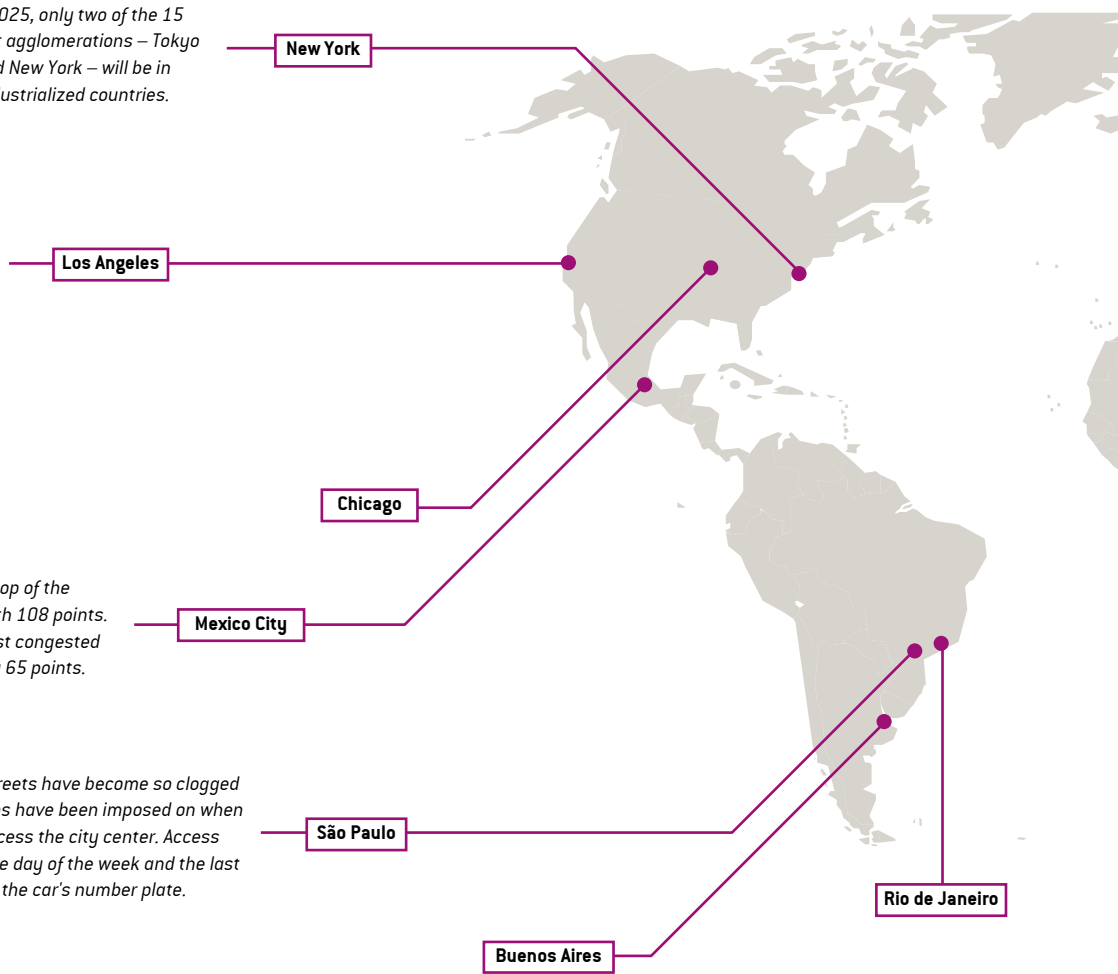 025, only two of the 15
agglomerations – Tokyo
d New York – will be in
dustrialized countries.
New York
Los Angeles
Chicago
op of the
th 108 points.
st congested
65 points.
Mexico City
reets have become so clogged
ns have been imposed on when
cess the city center. Access
e day of the week and the last
the car's number plate.
São Paulo
Rio de Janeiro
Buenos Aires